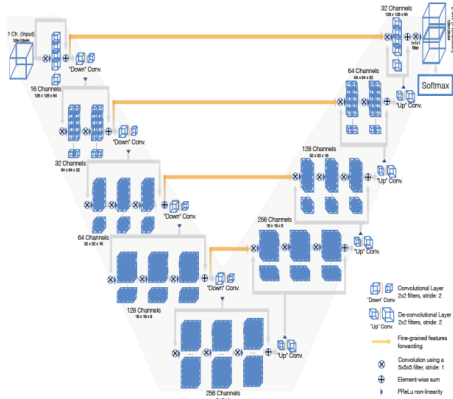 1 Ch. (Input)
128x128x64
"Down" Conv.
16 Channels
128 x 128 x 64
"Down" Conv.
32 Channels
64 x 64 x 32
"Down" Conv.
64 Channels
32 x 32 x 16
"Down" Conv.
128 Channels
16 x 16 x 8
256 Channels
"Up" Conv.
256 Channels
16 x 16 x 8
"Up" Conv.
128 Channels
32 x 32 x 16
"Up" Conv.
64 Channels
64 x 64 x 32
"Up" Conv.
32 Channels
128 x 128 x 64
1x1x1
filter
Softmax
Convolutional Layer
2x2 filters, stride: 2
"Down" Conv.
De-convolutional Layer
2x2 filters, stride: 2
"Up" Conv.
Fine-grained features
forwarding
Convolution using a
5x5x5 filter, stride: 1
Element-wise sum
PReLu non-linearity